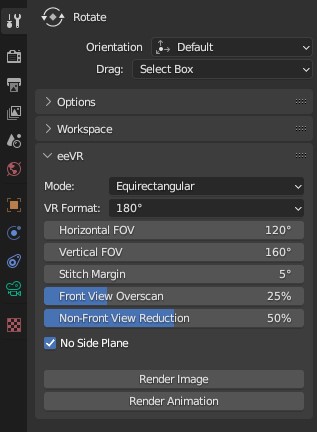 Rotate
Orientation Default
Drag: Select Box
Options
Workspace
eeVR
Mode: Equirectangular
VR Format: 180°
Horizontal FOV 120°
Vertical FOV 160°
Stitch Margin 5°
Front View Overscan 25%
Non-Front View Reduction 50%
No Side Plane
Render Image
Render Animation